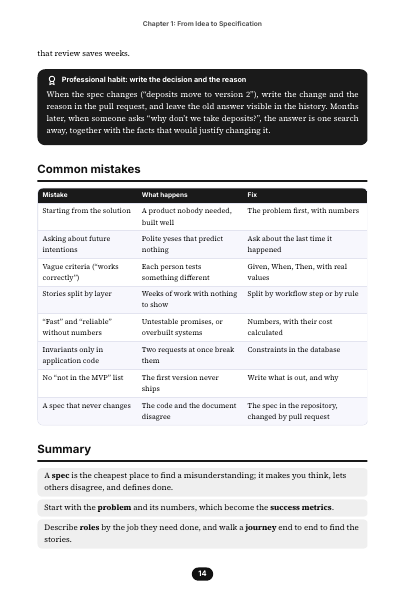 Chapter 1: From Idea to Specification
that review saves weeks.
Professional habit: write the decision and the reason
When the spec changes (“deposits move to version 2”), write the change and the
reason in the pull request, and leave the old answer visible in the history. Months
later, when someone asks “why don’t we take deposits?”, the answer is one search
away, together with the facts that would justify changing it.
Common mistakes
Mistake What happens Fix
Starting from the solution A product nobody needed, The problem first, with numbers
built well
Asking about future Polite yeses that predict Ask about the last time it
intentions nothing happened
Vague criteria (“works Each person tests Given, When, Then, with real
correctly”) something different values
Stories split by layer Weeks of work with nothing Split by workflow step or by rule
to show
“Fast” and “reliable” Untestable promises, or Numbers, with their cost
without numbers overbuilt systems calculated
Invariants only in Two requests at once break Constraints in the database
application code them
No “not in the MVP” list The first version never Write what is out, and why
ships
A spec that never changes The code and the document The spec in the repository,
disagree changed by pull request
Summary
A spec is the cheapest place to find a misunderstanding; it makes you think, lets
others disagree, and defines done.
Start with the problem and its numbers, which become the success metrics.
Describe roles by the job they need done, and walk a journey end to end to find the
stories.
14